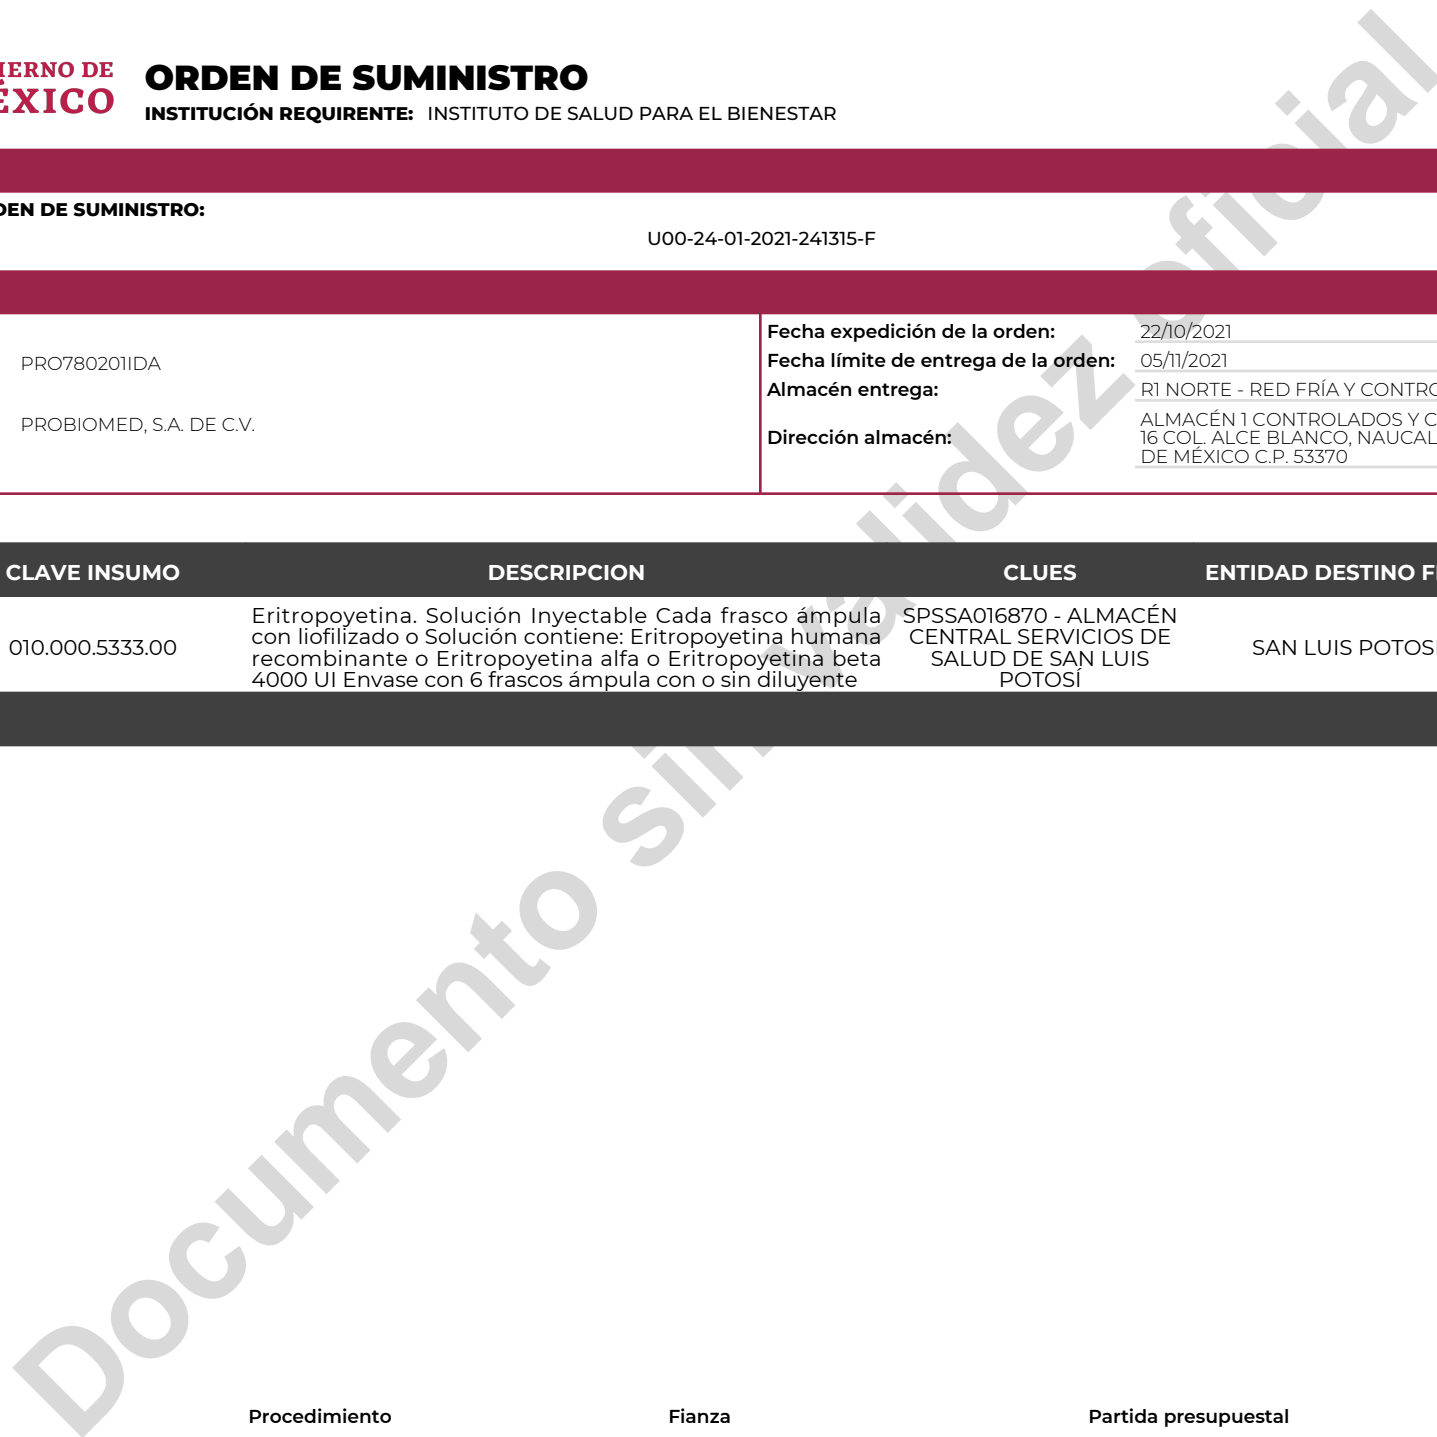 IERNO DE
ÉXICO
ORDEN DE SUMINISTRO
INSTITUCIÓN REQUIRENTE: INSTITUTO DE SALUD PARA EL BIENESTAR
DEN DE SUMINISTRO:
U00-24-01-2021-241315-F
PRO780201IDA
PROBIOMED, S.A. DE C.V.
Fecha expedición de la orden: 22/10/2021
Fecha límite de entrega de la orden: 05/11/2021
Almacén entrega: R1 NORTE - RED FRÍA Y CONTRO
Dirección almacén:
ALMACÉN 1 CONTROLADOS Y C
16 COL. ALCE BLANCO, NAUCAL
DE MÉXICO C.P. 53370
CLAVE INSUMO DESCRIPCION CLUES ENTIDAD DESTINO F
010.000.5333.00
Eritropoyetina. Solución Inyectable Cada frasco ámpula
con liofilizado o Solución contiene: Eritropoyetina humana
recombinante o Eritropoyetina alfa o Eritropoyetina beta
4000 UI Envase con 6 frascos ámpula con o sin diluyente
SPSSA016870 - ALMACÉN
CENTRAL SERVICIOS DE
SALUD DE SAN LUIS
POTOSÍ
SAN LUIS POTOSÍ
Documento sin validez oficial
Procedimiento Fianza Partida presupuestal